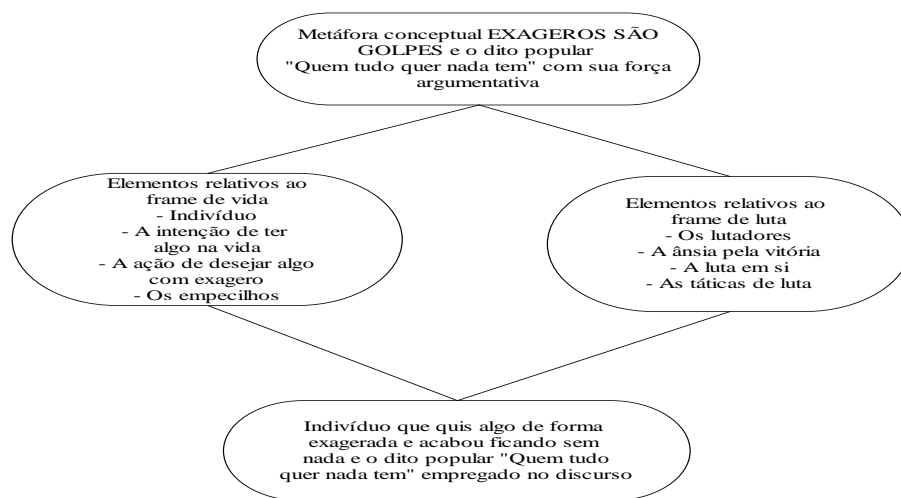 Metáfora conceptual EXAGEROS SÃO
GOLPES e o dito popular
"Quem tudo quer nada tem" com sua força
argumentativa
Elementos relativos ao
frame de vida
- Indivíduo
- A intenção de ter
algo na vida
- A ação de desejar algo
com exagero
- Os empecilhos
Elementos relativos ao
frame de luta
- Os lutadores
- A ânsia pela vitória
- A luta em si
- As táticas de luta
Indivíduo que quis algo de forma
exagerada e acabou ficando sem
nada e o dito popular "Quem tudo
quer nada tem" empregado no discurso